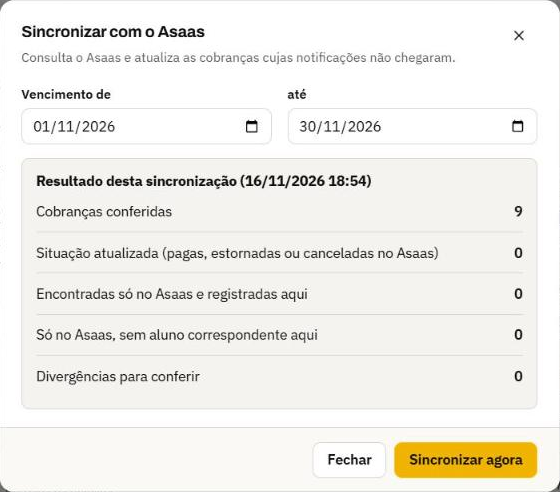 Sincronizar com o Asaas
Consulta o Asaas e atualiza as cobranças cujas notificações não chegaram.
Vencimento de
até
01/11/2026
30/11/2026
Resultado desta sincronização (16/11/2026 18:54)
Cobranças conferidas 9
Situação atualizada (pagas, estornadas ou canceladas no Asaas) 0
Encontradas só no Asaas e registradas aqui 0
Só no Asaas, sem aluno correspondente aqui 0
Divergências para conferir 0
Fechar
Sincronizar agora